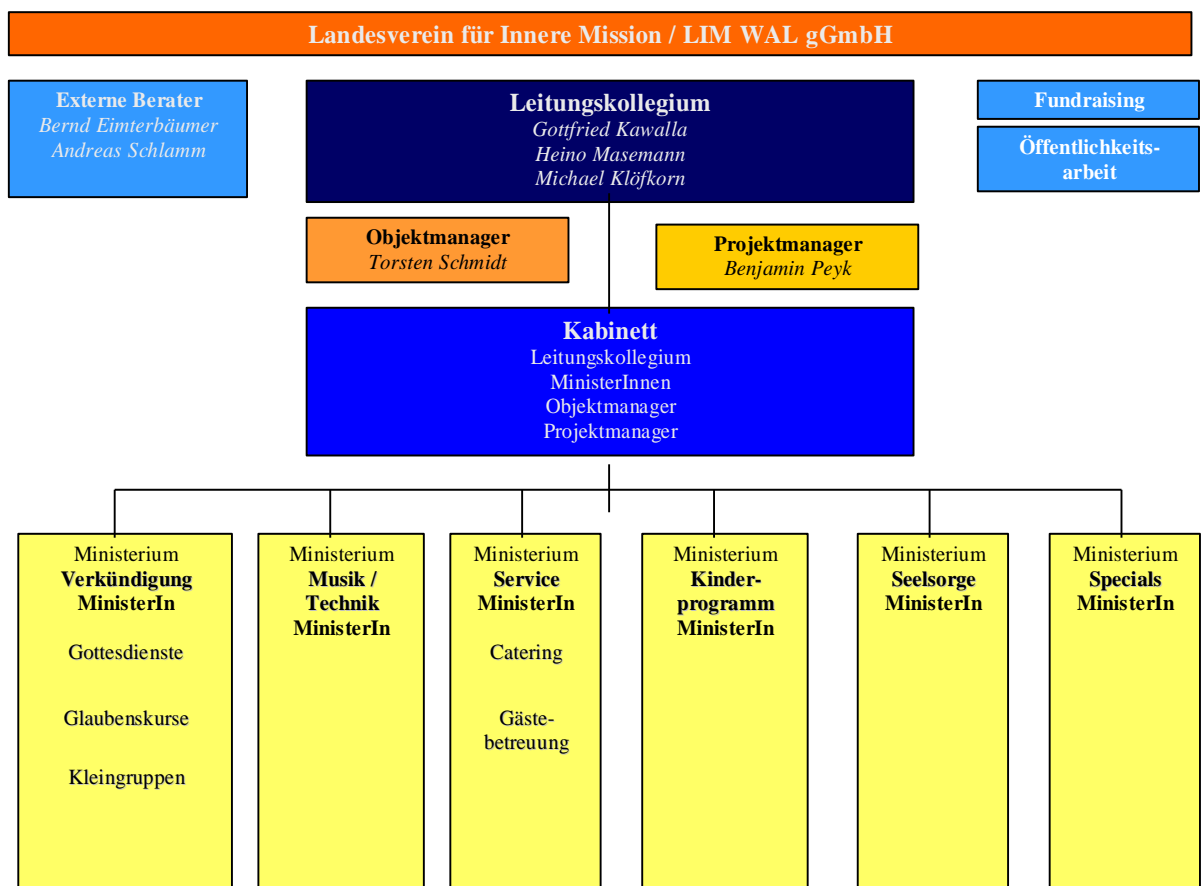 Landesverein für Innere Mission / LIM WAL gGmbH
Externe Berater
Bernd Eimterbäumer
Andreas Schlamm
Leitungskollegium
Gottfried Kawalla
Heino Masemann
Michael Klöfkorn
Fundraising
Öffentlichkeits-
arbeit
Objektmanager
Torsten Schmidt
Projektmanager
Benjamin Peyk
Kabinett
Leitungskollegium
MinisterInnen
Objektmanager
Projektmanager
Ministerium
Verkündigung
MinisterIn
Gottesdienste
Glaubenskurse
Kleingruppen
Ministerium
Musik /
Technik
MinisterIn
Ministerium
Service
MinisterIn
Catering
Gäste-
betreuung
Ministerium
Kinder-
programm
MinisterIn
Ministerium
Seelsorge
MinisterIn
Ministerium
Specials
MinisterIn